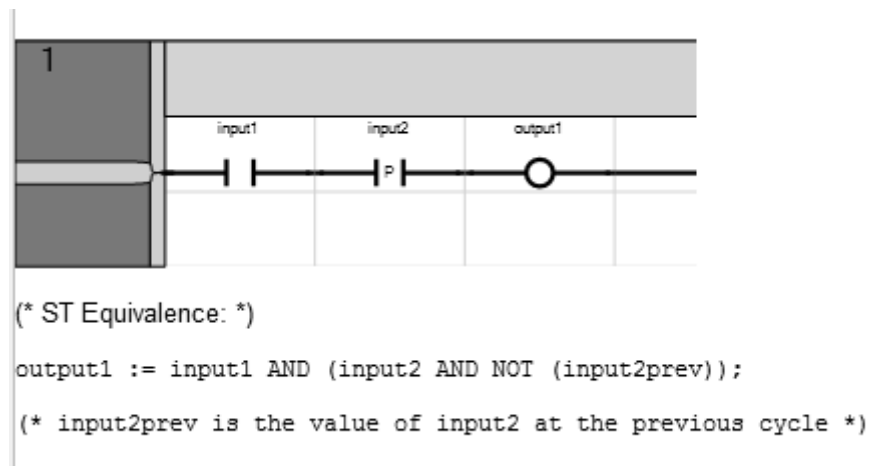 1
input1 input2 output1
P
(* ST Equivalence: *)
output1 := input1 AND (input2 AND NOT (input2prev));
(* input2prev is the value of input2 at the previous cycle *)